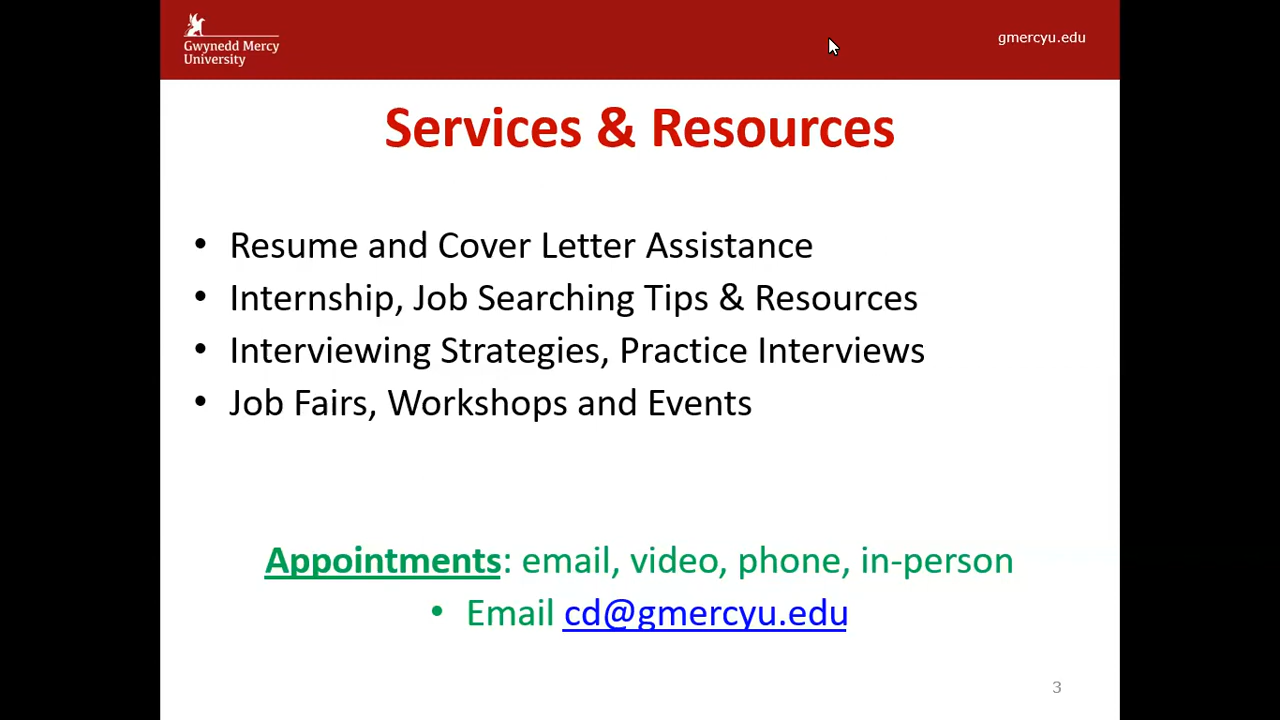 Gwynedd Mercy
University
gmercyu.edu
Services & Resources
• Resume and Cover Letter Assistance
• Internship, Job Searching Tips & Resources
• Interviewing Strategies, Practice Interviews
• Job Fairs, Workshops and Events
Appointments: email, video, phone, in-person
• Email cd@gmercyu.edu
3